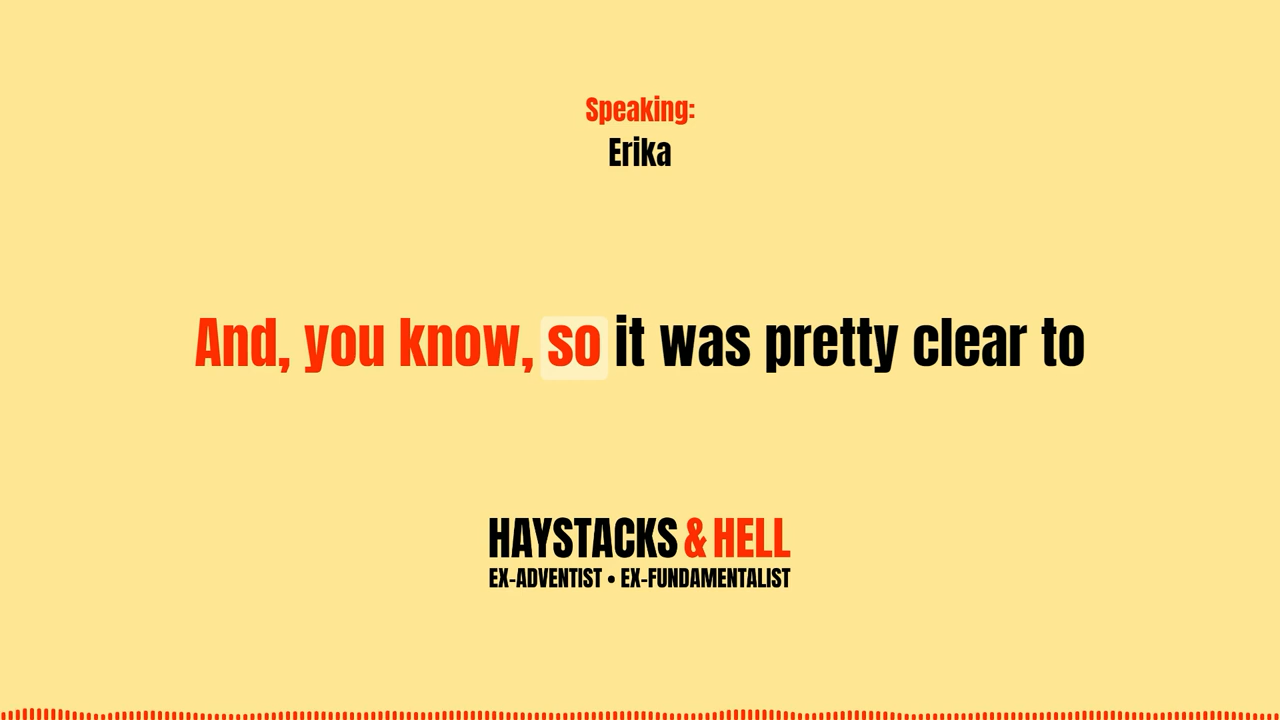 Speaking:
Erika
And, you know, so it was pretty clear to
HAYSTACKS & HELL
EX-ADVENTIST • EX-FUNDAMENTALIST